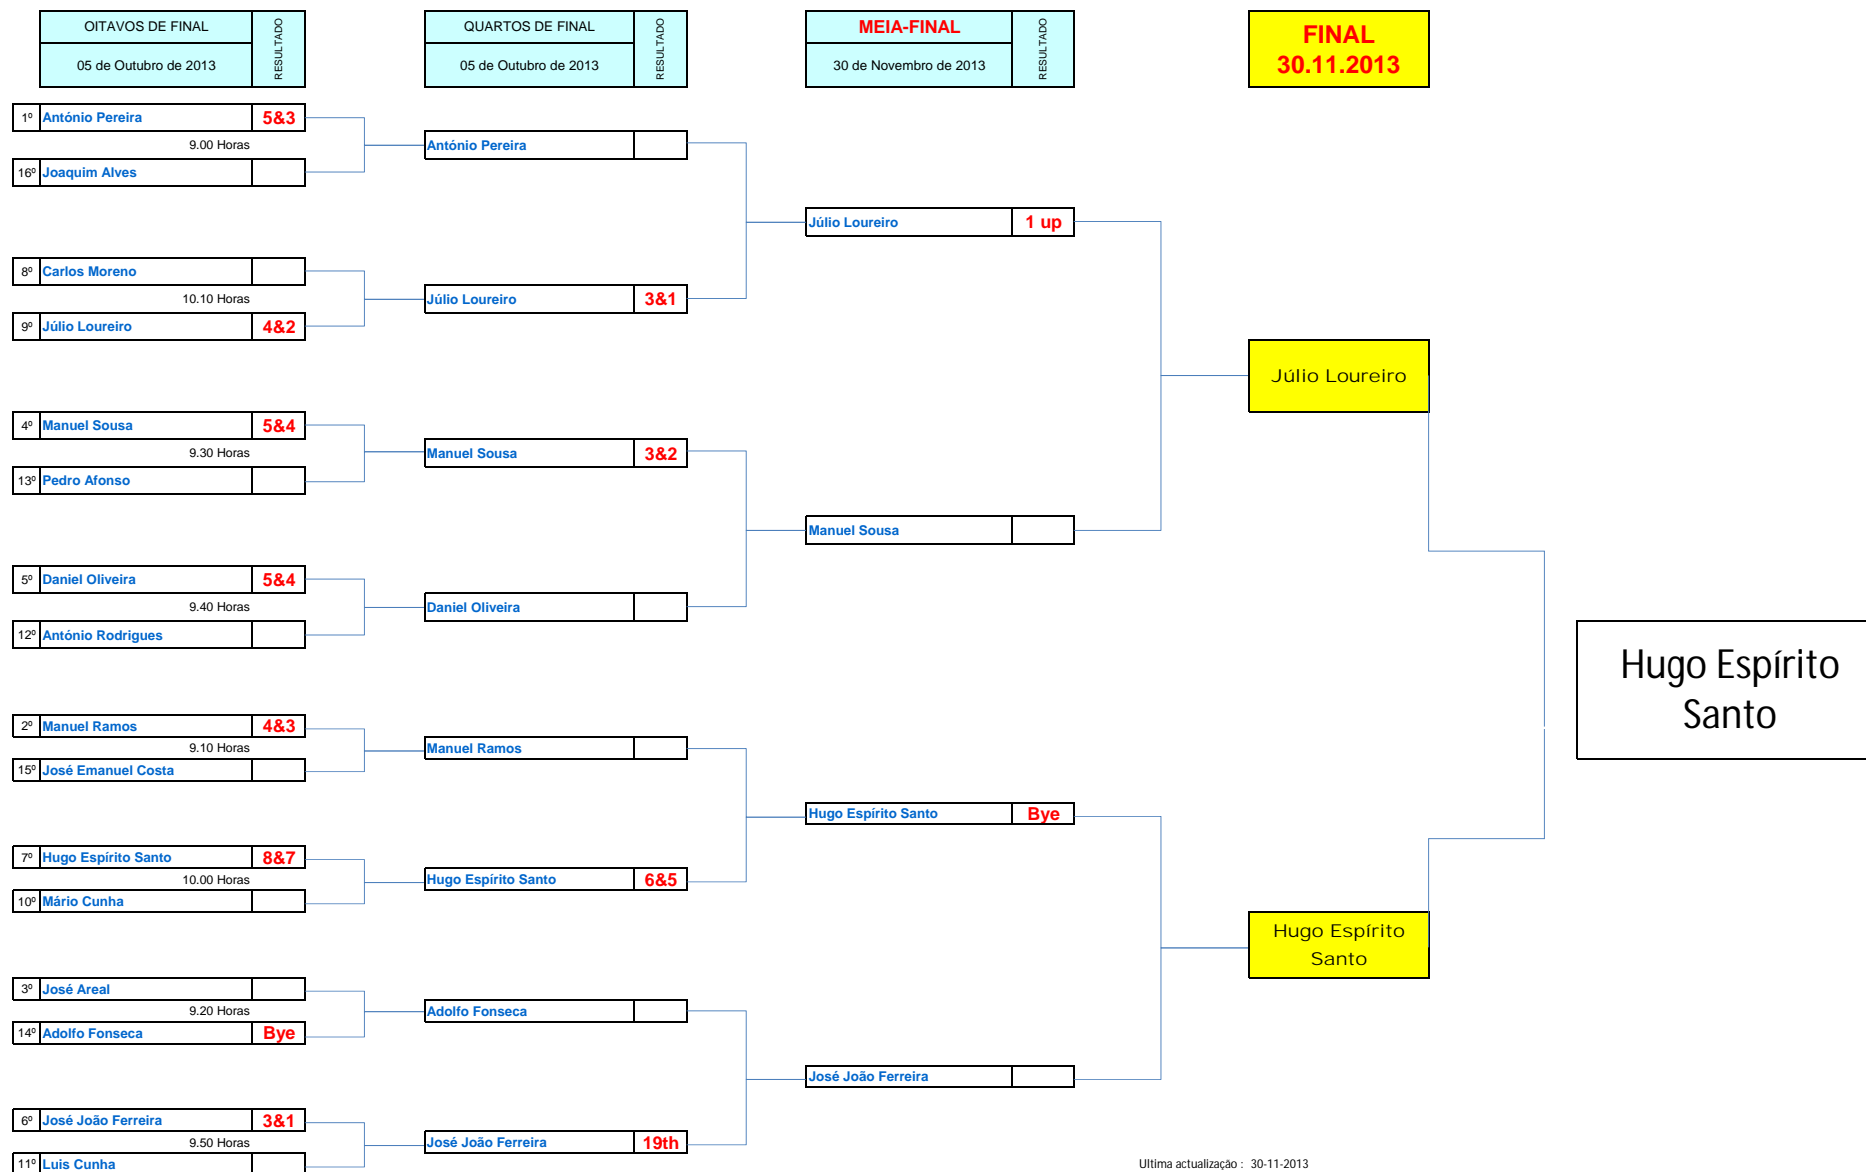 OITAVOS DE FINAL
05 de Outubro de 2013
RESULTADO
QUARTOS DE FINAL
05 de Outubro de 2013
RESULTADO
MEIA-FINAL
30 de Novembro de 2013
RESULTADO
FINAL
30.11.2013
1º António Pereira 5&3
9.00 Horas
16º Joaquim Alves
António Pereira
8º Carlos Moreno
10.10 Horas
9º Júlio Loureiro 4&2
Júlio Loureiro 3&1
Júlio Loureiro 1 up
4º Manuel Sousa 5&4
9.30 Horas
13º Pedro Afonso
Manuel Sousa 3&2
5º Daniel Oliveira 5&4
9.40 Horas
12º António Rodrigues
Daniel Oliveira
Manuel Sousa
Júlio Loureiro
2º Manuel Ramos 4&3
9.10 Horas
15º José Emanuel Costa
Manuel Ramos
7º Hugo Espírito Santo 8&7
10.00 Horas
10º Mário Cunha
Hugo Espírito Santo 6&5
Hugo Espírito Santo Bye
3º José Areal
9.20 Horas
14º Adolfo Fonseca Bye
Adolfo Fonseca
6º José João Ferreira 3&1
9.50 Horas
11º Luis Cunha
José João Ferreira 19th
José João Ferreira
Hugo Espírito
Santo
Hugo Espírito
Santo
Ultima actualização : 30-11-2013